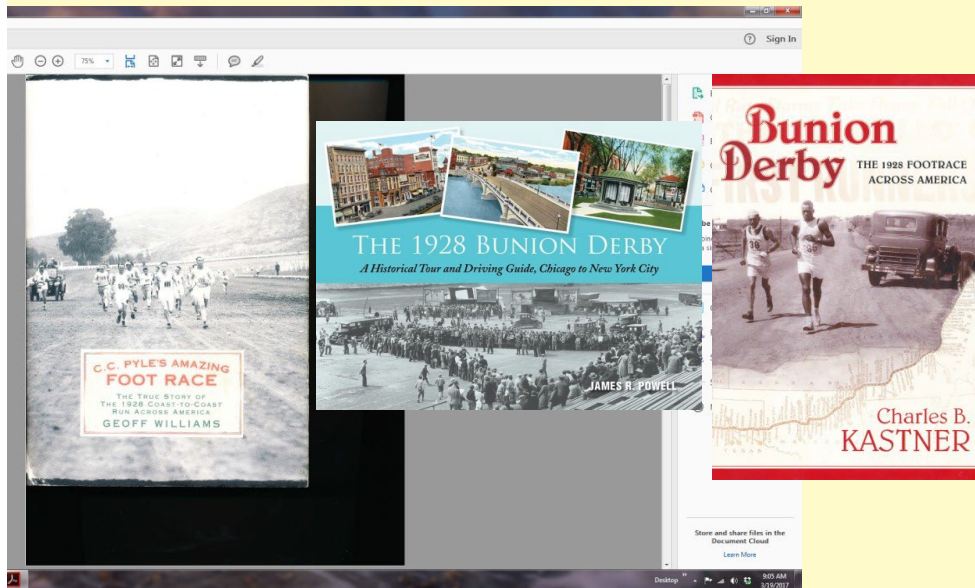 Sign In
75%
C.C. PYLE'S AMAZING
FOOT RACE
THE TRUE STORY OF
THE 1928 COAST-TO-COAST
RUN ACROSS AMERICA
GEOFF WILLIAMS
THE 1928 BUNION DERBY
A Historical Tour and Driving Guide, Chicago to New York City
JAMES R. POWELL
Bunion
Derby
THE 1928 FOOTRACE
ACROSS AMERICA
Charles B.
KASTNER
Store and share files in the
Document Cloud
Learn More
Desktop
9:05 AM
3/19/2017